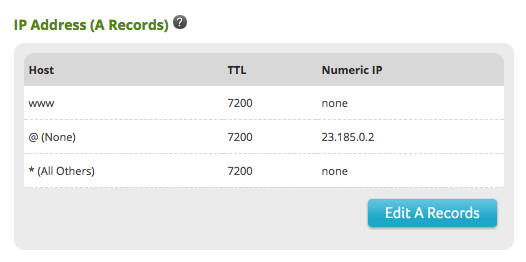 IP Address (A Records) ?
Host TTL Numeric IP
www 7200 none
@ (None) 7200 23.185.0.2
* (All Others) 7200 none
Edit A Records